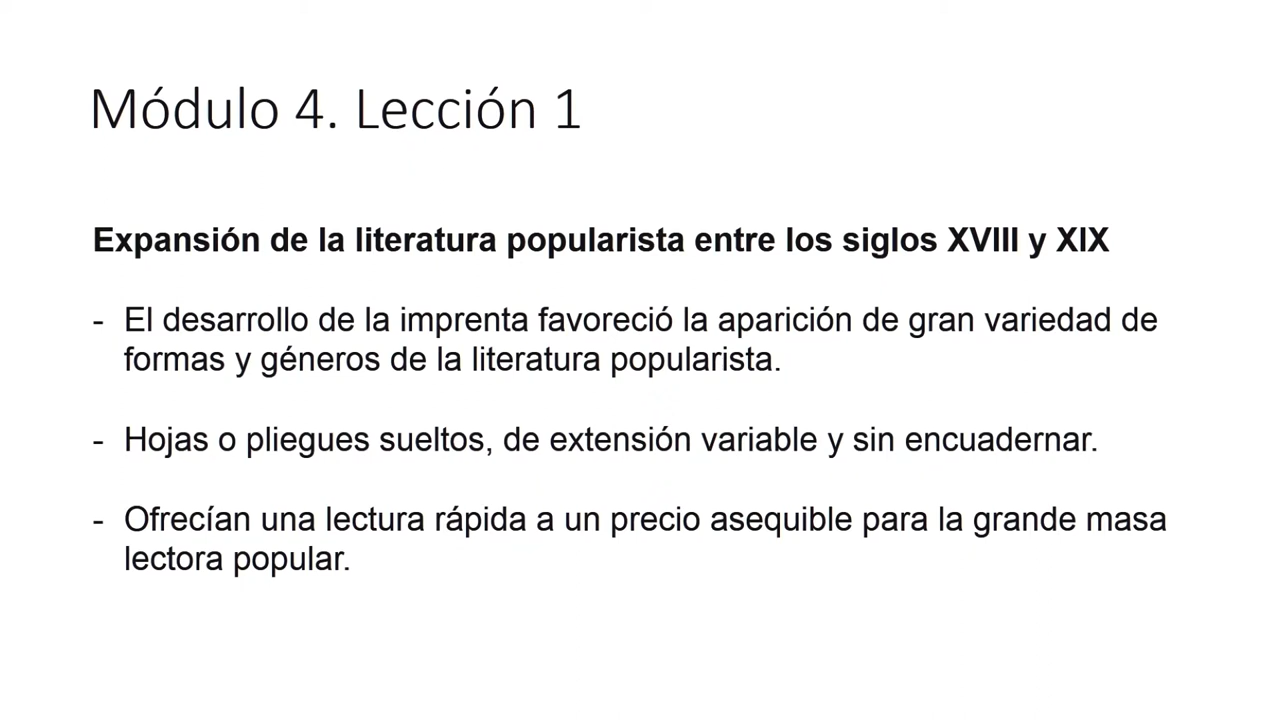 Módulo 4. Lección 1
Expansión de la literatura popularista entre los siglos XVIII y XIX
- El desarrollo de la imprenta favoreció la aparición de gran variedad de
formas y géneros de la literatura popularista.
- Hojas o pliegues sueltos, de extensión variable y sin encuadernar.
- Ofrecían una lectura rápida a un precio asequible para la grande masa
lectora popular.